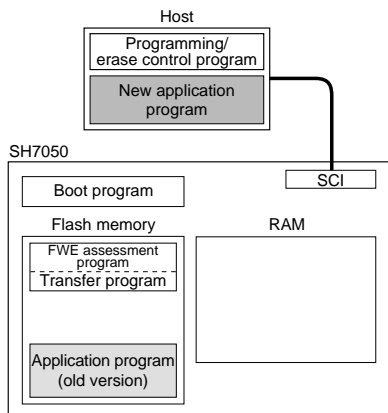 Host
Programming/
erase control program
New application
program
SH7050
SCI
Boot program
Flash memory
RAM
FWE assessment
program
Transfer program
Application program
(old version)